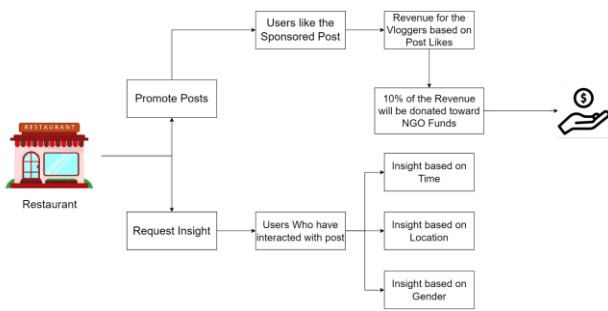 Users like the
Sponsored Post
Revenue for the
Vloggers based on
Post Likes
Promote Posts
10% of the Revenue
will be donated toward
NGO Funds
$
RESTAURANT
Restaurant
Request Insight
Users Who have
interacted with post
Insight based on
Time
Insight based on
Location
Insight based on
Gender